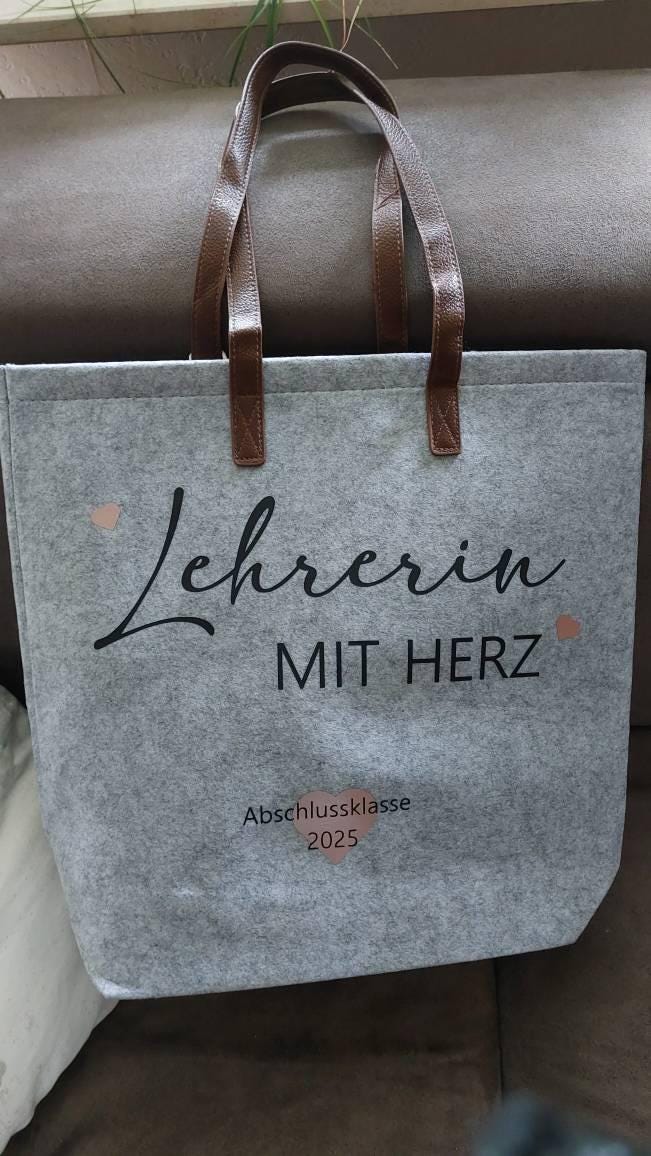 Lehrerin
MIT HERZ
Abschlussklasse
2025